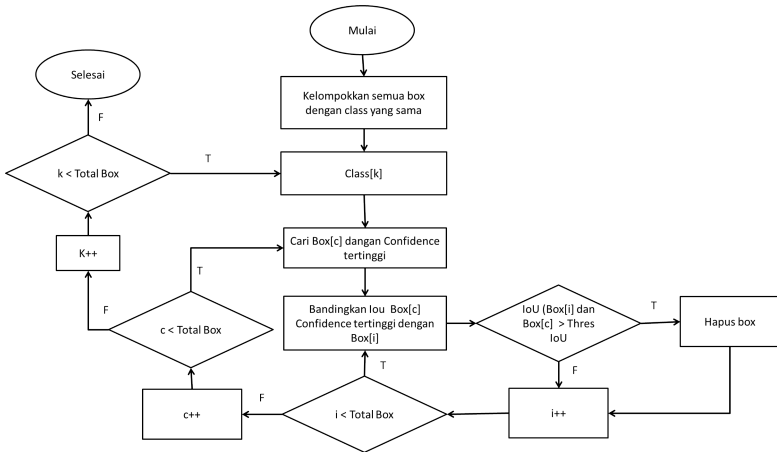 Mulai
Selesai
Kelompokkan semua box
dengan class yang sama
F
k < Total Box
T
Class[k]
K++
Cari Box[c] dangan Confidence
tertinggi
T
F
c < Total Box
Bandingkan Iou Box[c]
Confidence tertinggi dengan
Box[i]
IoU (Box[i] dan
Box[c] > Thres
IoU
T
Hapus box
T
F
c++
F
i < Total Box
i++